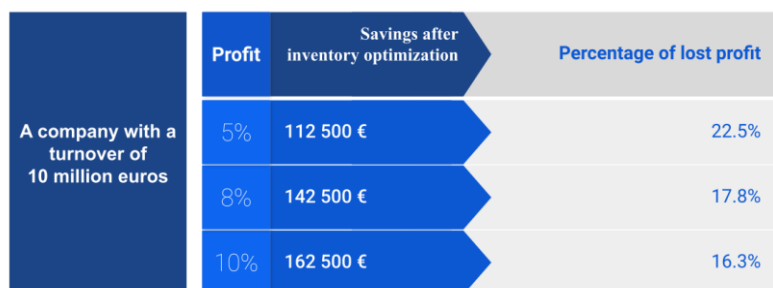 A company with a
turnover of
10 million euros
Profit
Savings after
inventory optimization
Percentage of lost profit
5%
112 500 €
22.5%
8%
142 500 €
17.8%
10%
162 500 €
16.3%